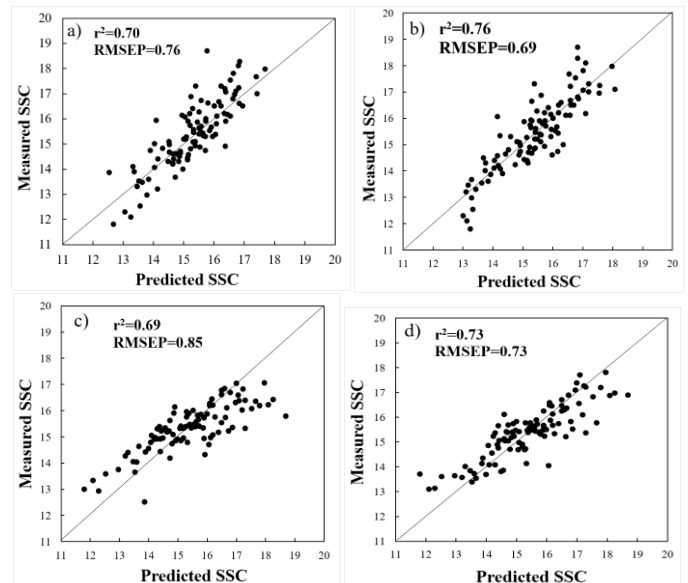 a)
r²=0.70
RMSEP=0.76
20
19
18
17
16
15
14
13
12
11
Measured SSC
11 12 13 14 15 16 17 18 19 20
Predicted SSC
b)
r²=0.76
RMSEP=0.69
20
19
18
17
16
15
14
13
12
11
Measured SSC
11 12 13 14 15 16 17 18 19 20
Predicted SSC
c)
r²=0.69
RMSEP=0.85
20
19
18
17
16
15
14
13
12
11
Measured SSC
11 12 13 14 15 16 17 18 19 20
Predicted SSC
d)
r²=0.73
RMSEP=0.73
20
19
18
17
16
15
14
13
12
11
Measured SSC
11 12 13 14 15 16 17 18 19 20
Predicted SSC